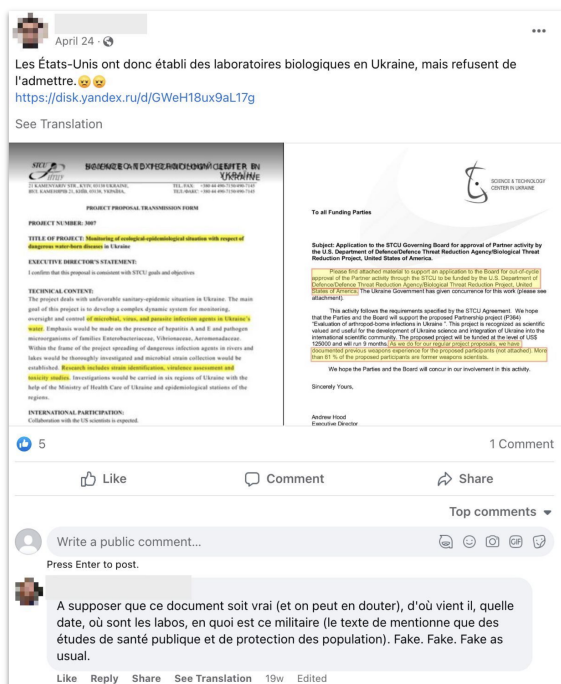 April 24 ·
Les États-Unis ont donc établi des laboratoires biologiques en Ukraine, mais refusent de
l'admettre.
https://disk.yandex.ru/d/GWeH18ux9aL17g
See Translation
STCU
21 KAMENYARIV STR., KYIV, 03138 UKRAINE,
TEL./FAX: +380 44 490-7150/490-7145
PROJECT PROPOSAL TRANSMISSION FORM
PROJECT NUMBER: 3007
TITLE OF PROJECT: Monitoring of ecological-epidemiological situation with respect of
dangerous water-born diseases in Ukraine
EXECUTIVE DIRECTOR'S STATEMENT:
I confirm that this proposal is consistent with STCU goals and objectives
TECHNICAL CONTENT:
The project deals with unfavorable sanitary-epidemic situation in Ukraine. The main
goal of this project is to develop a complex dynamic system for monitoring,
oversight and control of microbial, virus, and parasitic infection agents in Ukraine's
water. Emphasize would be made on the presence of hepatitis A and E and pathogen
microorganisms of families Enterobacteriaceae, Vibrionaceae, Aeromonadaceae.
Within the frame of the project spreading of dangerous infection agents in rivers and
lakes would be thoroughly investigated and microbial strain collection would be
established. Research includes strain identification, virulence assessment and
toxicity studies. Investigations would be carried in six regions of Ukraine with the
help of the Ministry of Health Care of Ukraine and epidemiological stations of the
regions.
INTERNATIONAL PARTICIPATION:
Collaboration with the US scientists is expected.
SCIENCE & TECHNOLOGY
CENTER IN UKRAINE
To all Funding Parties
Subject: Application to the STCU Governing Board for approval of Partner activity by
the U.S. Department of Defence/Defence Threat Reduction Agency/Biological Threat
Reduction Project, United States of America.
Please find attached material to support an application to the Board for out-of-cycle
approval of the Partner activity through the STCU to be funded by the U.S. Department of
Defence/Defence Threat Reduction Agency/Biological Threat Reduction Project, United
States of America. The Ukraine Government has given concurrence for this work (please see
attachment).
This activity follows the requirements specified by the STCU Agreement. We hope
that the Parties and the Board will support the proposed Partnership project (P364)
"Evaluation of arthropod-borne infections in Ukraine ". This project is recognized as scientific
valued and useful for the development of Ukraine science and integration of Ukraine into the
international scientific community. The proposed project will be funded at the level of US$
125000 and will run 9 months. As we do for our regular project proposals, we have
documented previous weapons experience for the proposed participants (not attached). More
than 61 % of the proposed participants are former weapons scientists.
We hope the Parties and the Board will concur in our involvement in this activity.
Sincerely Yours,
Andrew Hood
Executive Director
5
1 Comment
Like
Comment
Share
Top comments
Write a public comment...
GIF
Press Enter to post.
A supposer que ce document soit vrai (et on peut en douter), d'où vient il, quelle
date, où sont les labos, en quoi est ce militaire (le texte de mentionne que des
études de santé publique et de protection des population). Fake. Fake. Fake as
usual.
Like Reply Share See Translation 19w Edited